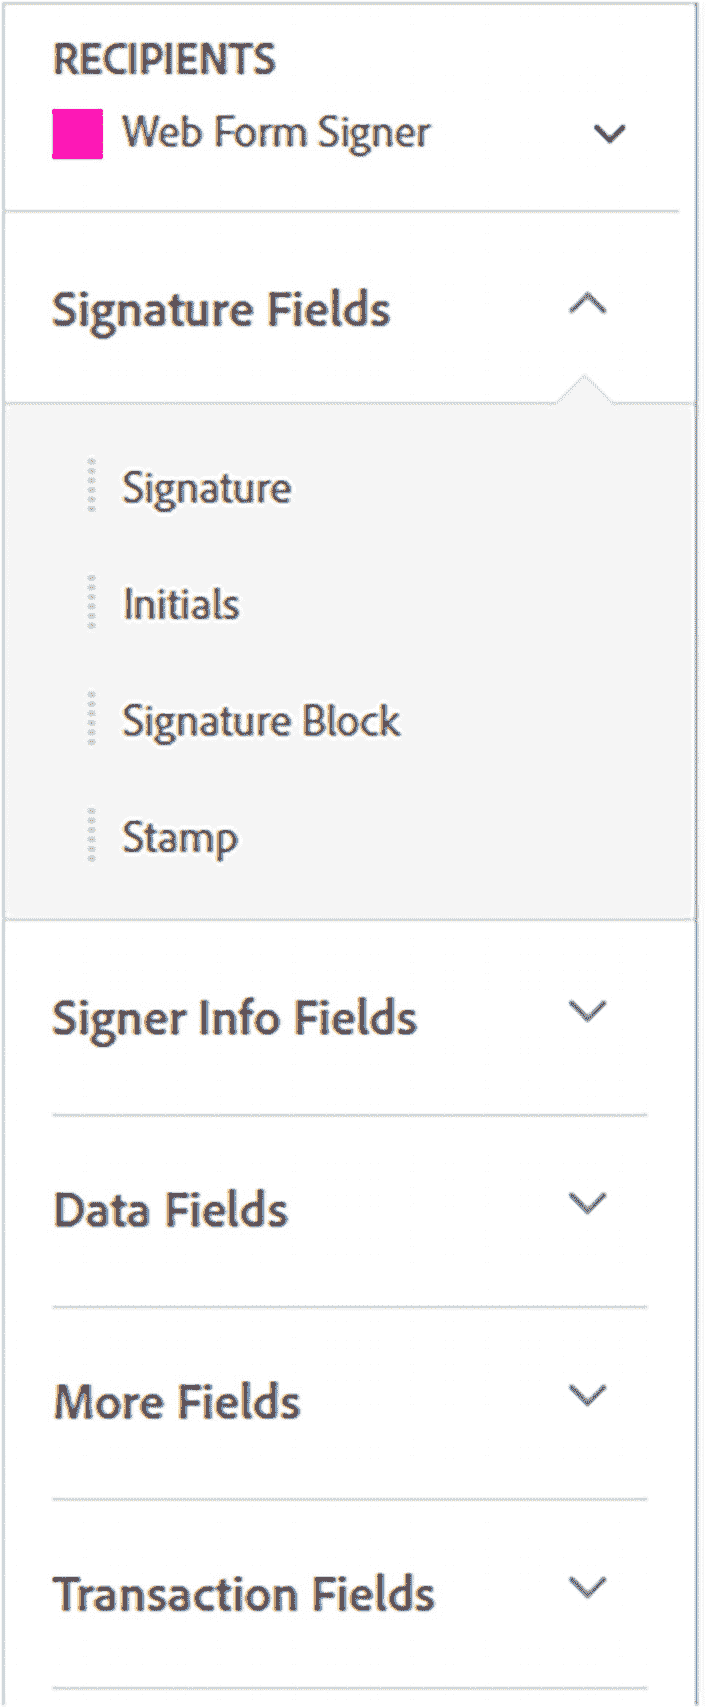 RECIPIENTS
Web Form Signer
Signature Fields
Signature
Initials
Signature Block
Stamp
Signer Info Fields
Data Fields
More Fields
Transaction Fields